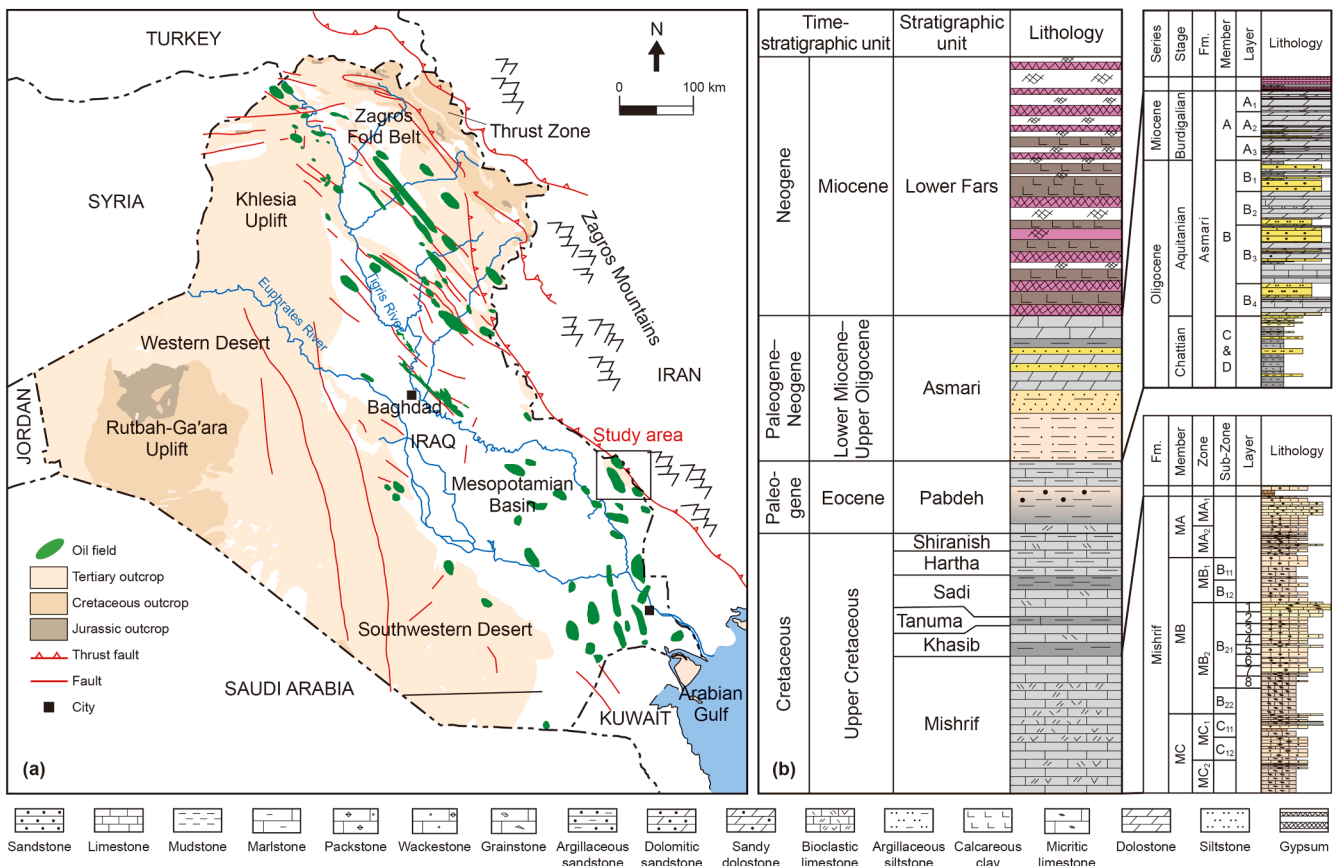 TURKEY
N
0
100 km
Zagros
Fold Belt
Thrust Zone
SYRIA
Khlesia
Uplift
Zagros Mountains
Euphrates River
Tigris River
Western Desert
IRAN
JORDAN
Baghdad
Rutbah-Ga′ara
Uplift
IRAQ
Study area
Mesopotamian
Basin
Oil field
Tertiary outcrop
Cretaceous outcrop
Jurassic outcrop
Thrust fault
Fault
City
Southwestern Desert
SAUDI ARABIA
KUWAIT
Arabian
Gulf
(a)
Time-
stratigraphic unit
Stratigraphic
unit
Lithology
Neogene
Miocene
Lower Fars
Paleogene–
Neogene
Lower Miocene–
Upper Oligocene
Asmari
Paleo-
gene
Eocene
Pabdeh
Cretaceous
Upper Cretaceous
Shiranish
Hartha
Sadi
Tanuma
Khasib
Mishrif
(b)
Series
Stage
Fm.
Member
Layer
Lithology
Miocene
Burdigalian
Oligocene
Aquitanian
Chattian
Asmari
A
A1
A2
A3
B
B1
B2
B3
B4
C
&
D
Fm.
Member
Zone
Sub-Zone
Layer
Lithology
Mishrif
MA
MA1
MA2
MB
MB1
B11
B12
MB2
B21
1
2
3
4
5
6
7
8
B22
MC
MC1
C11
C12
MC2
Sandstone
Limestone
Mudstone
Marlstone
Packstone
Wackestone
Grainstone
Argillaceous
sandstone
Dolomitic
sandstone
Sandy
dolostone
Bioclastic
limestone
Argillaceous
siltstone
Calcareous
clay
Micritic
limestone
Dolostone
Siltstone
Gypsum